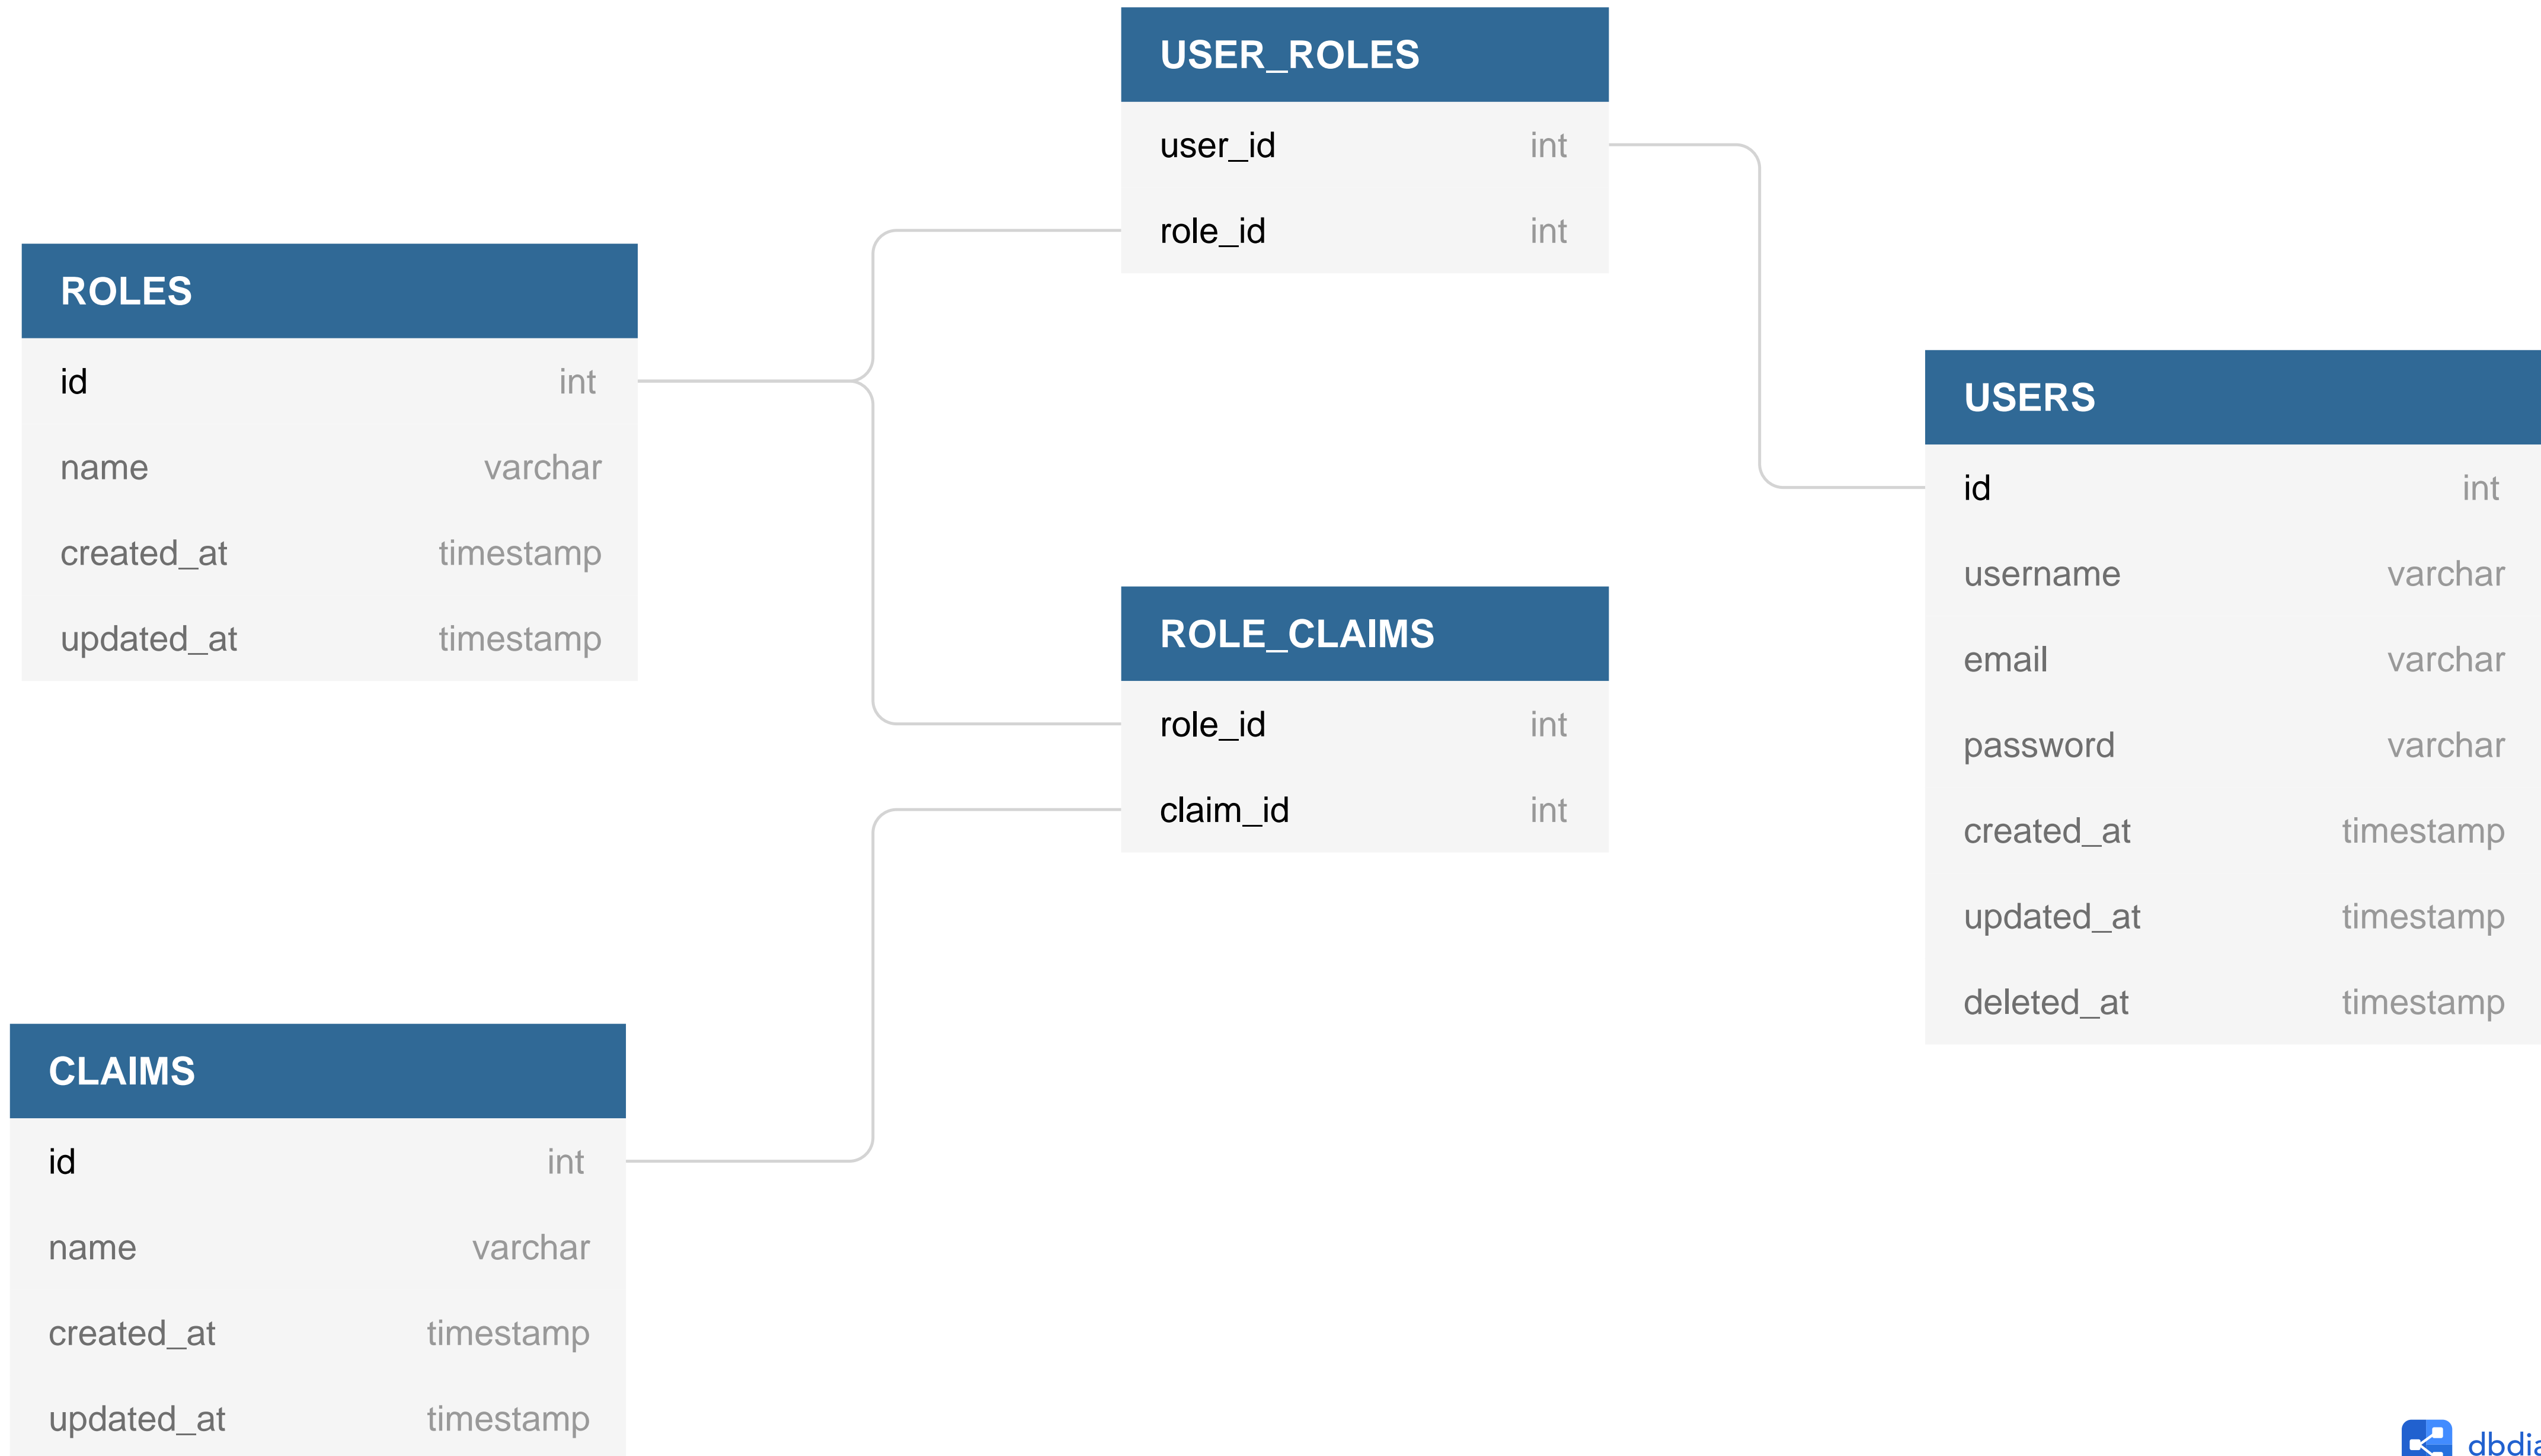 USER_ROLES
user_id int
role_id int
ROLES
id int
name varchar
created_at timestamp
updated_at timestamp
USERS
id int
username varchar
email varchar
password varchar
created_at timestamp
updated_at timestamp
deleted_at timestamp
ROLE_CLAIMS
role_id int
claim_id int
CLAIMS
id int
name varchar
created_at timestamp
updated_at timestamp